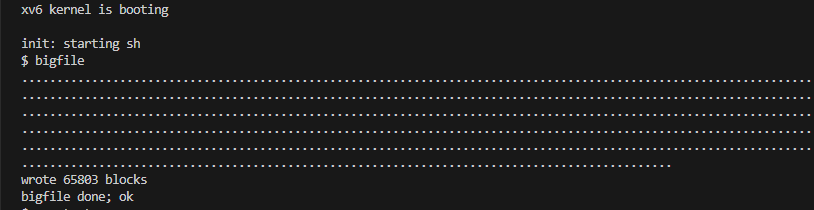 xv6 kernel is booting
init: starting sh
$ bigfile
.................................................................................................................
.................................................................................................................
.................................................................................................................
.................................................................................................................
.................................................................................................................
.............................................................................................
wrote 65803 blocks
bigfile done; ok